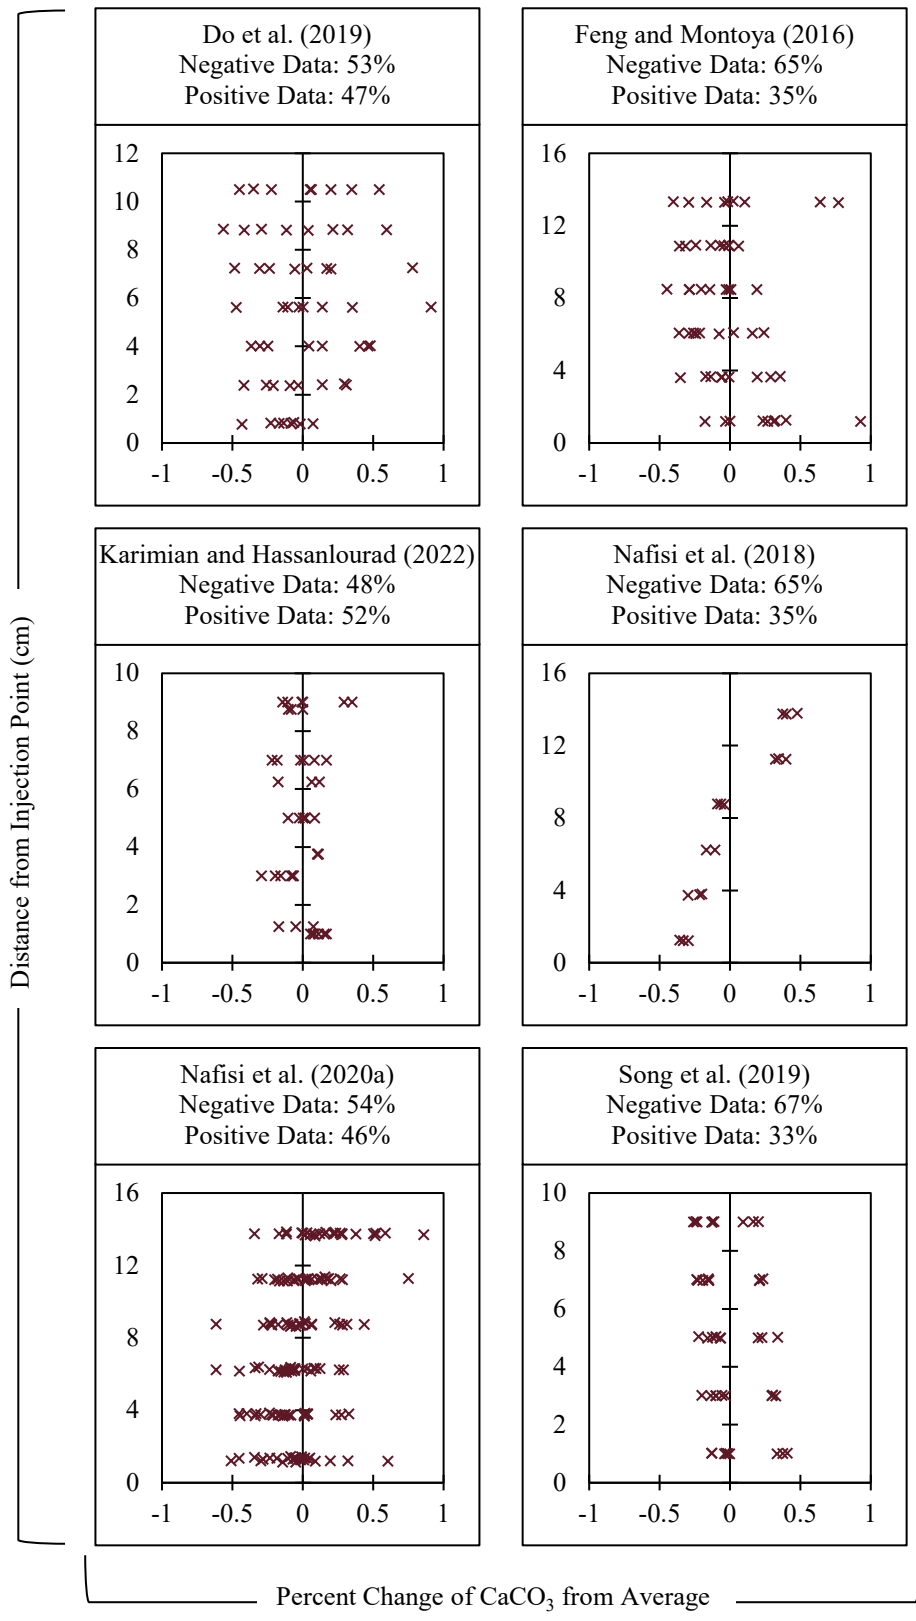 Do et al. (2019)
Negative Data: 53%
Positive Data: 47%
12
10
8
6
4
2
0
-1 -0.5 0 0.5 1
Feng and Montoya (2016)
Negative Data: 65%
Positive Data: 35%
16
12
8
4
0
-1 -0.5 0 0.5 1
Karimian and Hassanlourad (2022)
Negative Data: 48%
Positive Data: 52%
10
8
6
4
2
0
-1 -0.5 0 0.5 1
Nafisi et al. (2018)
Negative Data: 65%
Positive Data: 35%
16
12
8
4
0
-1 -0.5 0 0.5 1
Nafisi et al. (2020a)
Negative Data: 54%
Positive Data: 46%
16
12
8
4
0
-1 -0.5 0 0.5 1
Song et al. (2019)
Negative Data: 67%
Positive Data: 33%
10
8
6
4
2
0
-1 -0.5 0 0.5 1
Distance from Injection Point (cm)
Percent Change of CaCO₃ from Average